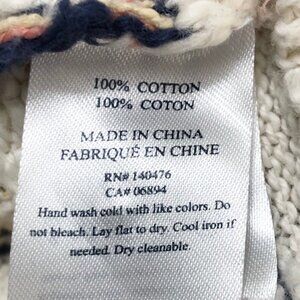 100% COTTON
100% COTON
MADE IN CHINA
FABRIQUÉ EN CHINE
RN# 140476
CA# 06894
Hand wash cold with like colors. Do
not bleach. Lay flat to dry. Cool iron if
needed. Dry cleanable.